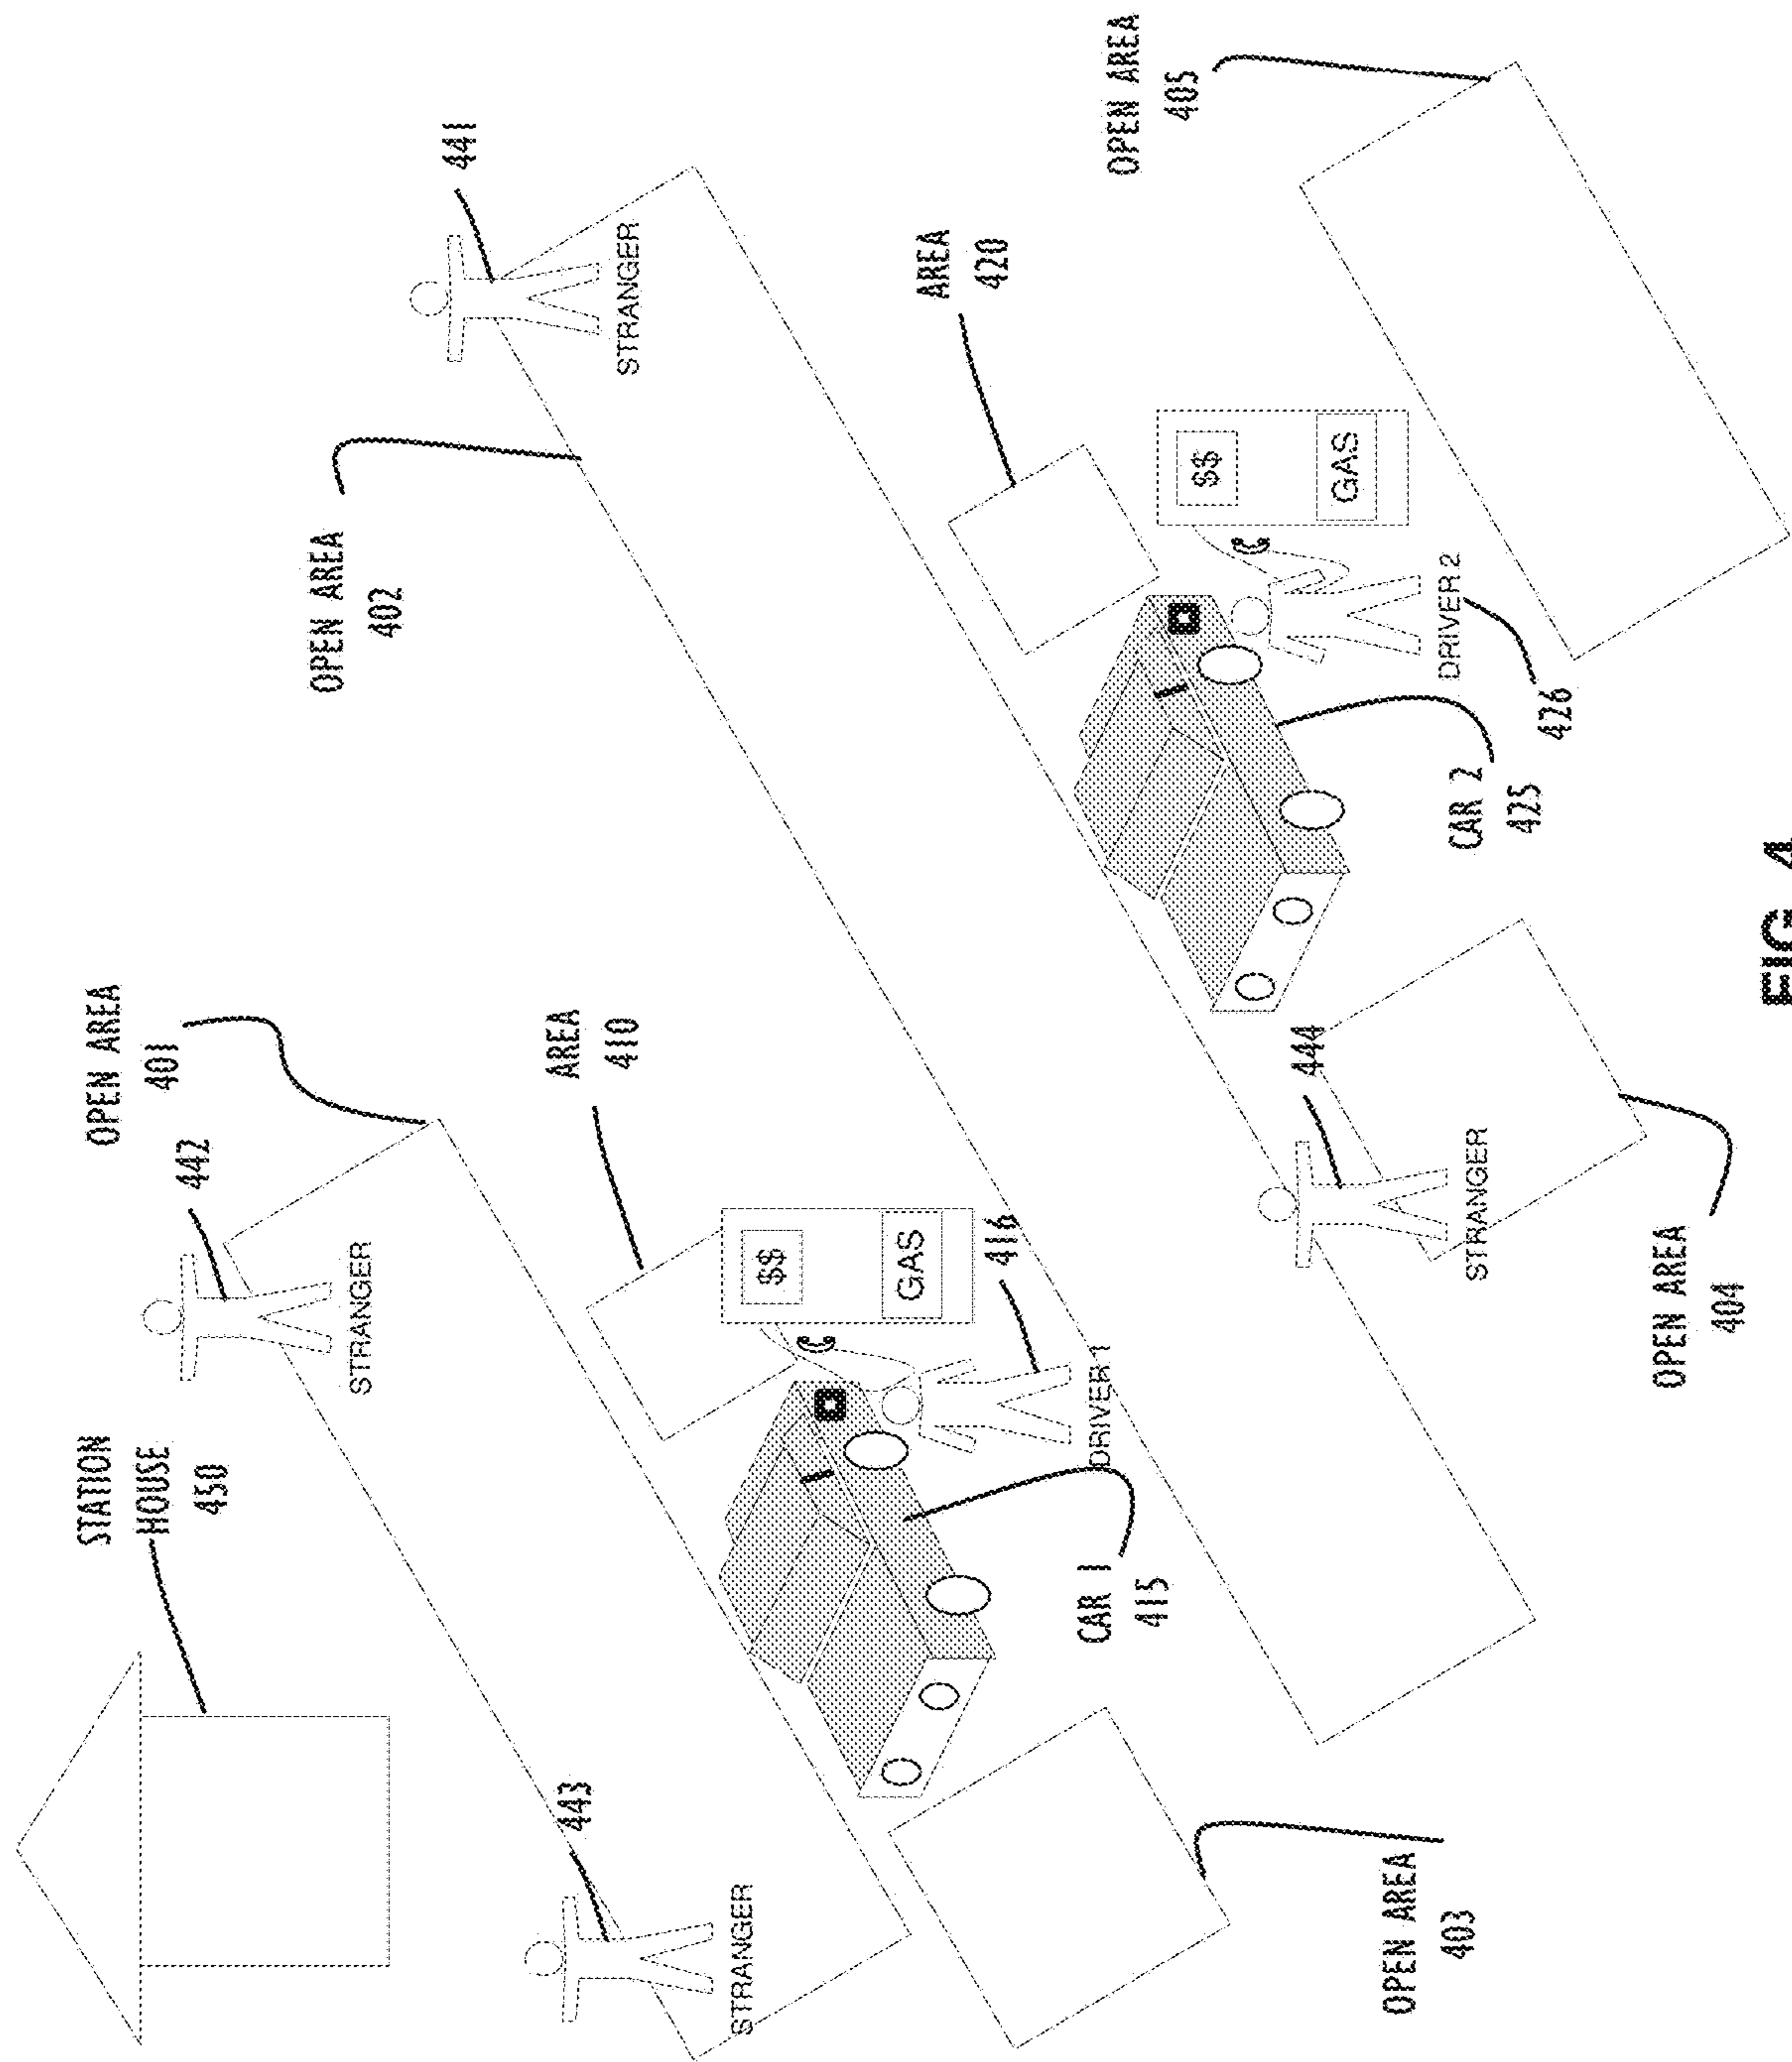 STATION
HOUSE
450
OPEN AREA
401
442
STRANGER
443
STRANGER
OPEN AREA
402
441
STRANGER
AREA
410
$$
GAS
416
DRIVER 1
CAR 1
415
OPEN AREA
403
AREA
420
$$
GAS
DRIVER 2
426
CAR 2
425
444
STRANGER
OPEN AREA
404
OPEN AREA
405
FIG. 4